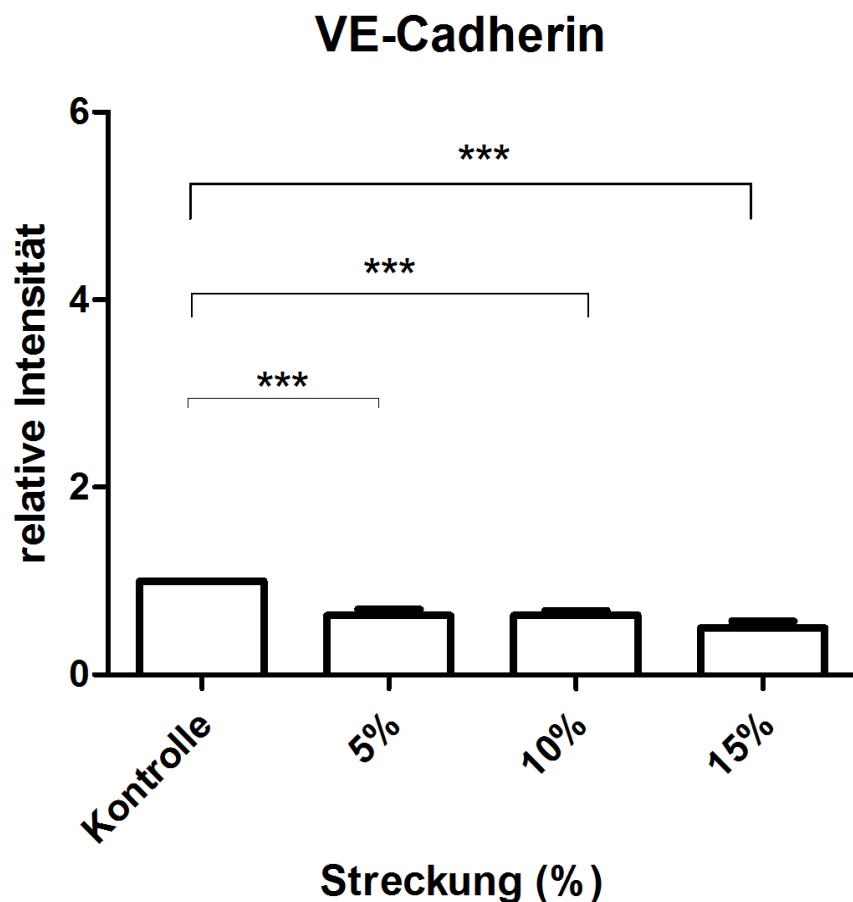 VE-Cadherin
relative Intensität
6
4
2
0
***
***
***
Kontrolle
5%
10%
15%
Streckung (%)